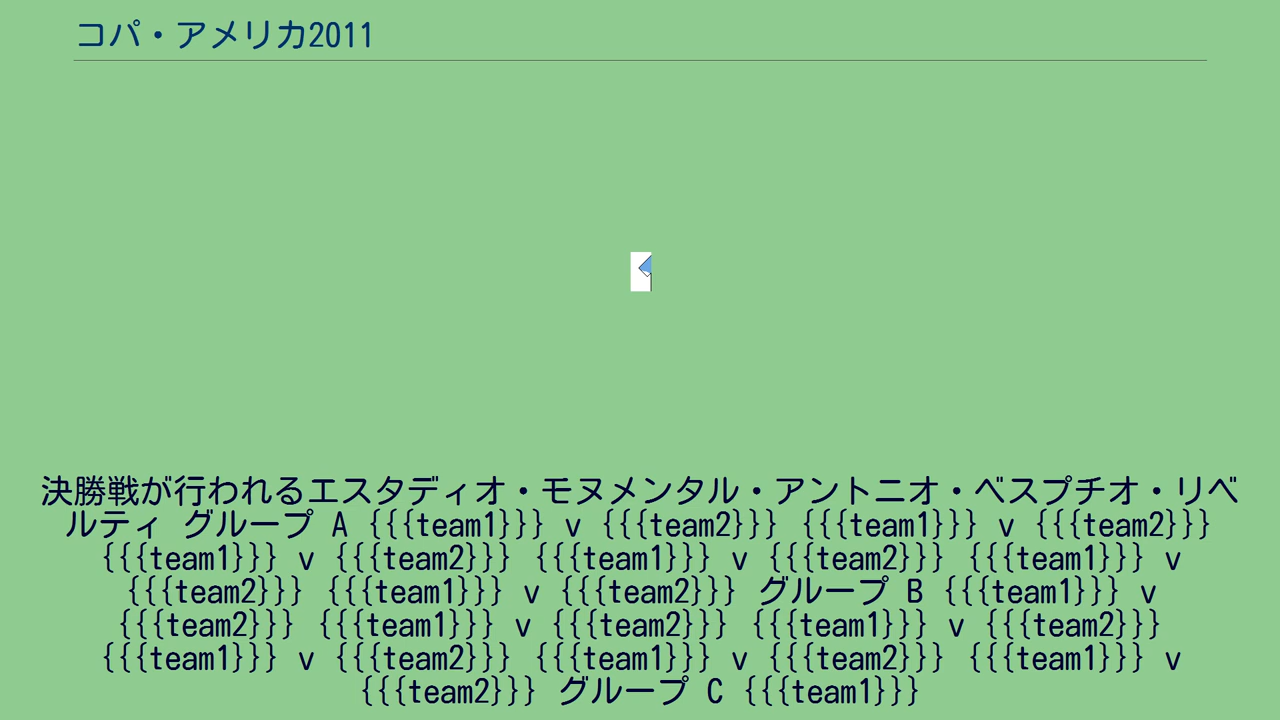 コパ・アメリカ2011
決勝戦が行われるエスタディオ・モヌメンタル・アントニオ・ベスプチオ・リベ
ルティ グループ A {{{team1}}} v {{{team2}}} {{{team1}}} v {{{team2}}}
{{{team1}}} v {{{team2}}} {{{team1}}} v {{{team2}}} {{{team1}}} v
{{{team2}}} {{{team1}}} v {{{team2}}} グループ B {{{team1}}} v
{{{team2}}} {{{team1}}} v {{{team2}}} {{{team1}}} v {{{team2}}}
{{{team1}}} v {{{team2}}} {{{team1}}} v {{{team2}}} {{{team1}}} v
{{{team2}}} グループ C {{{team1}}}